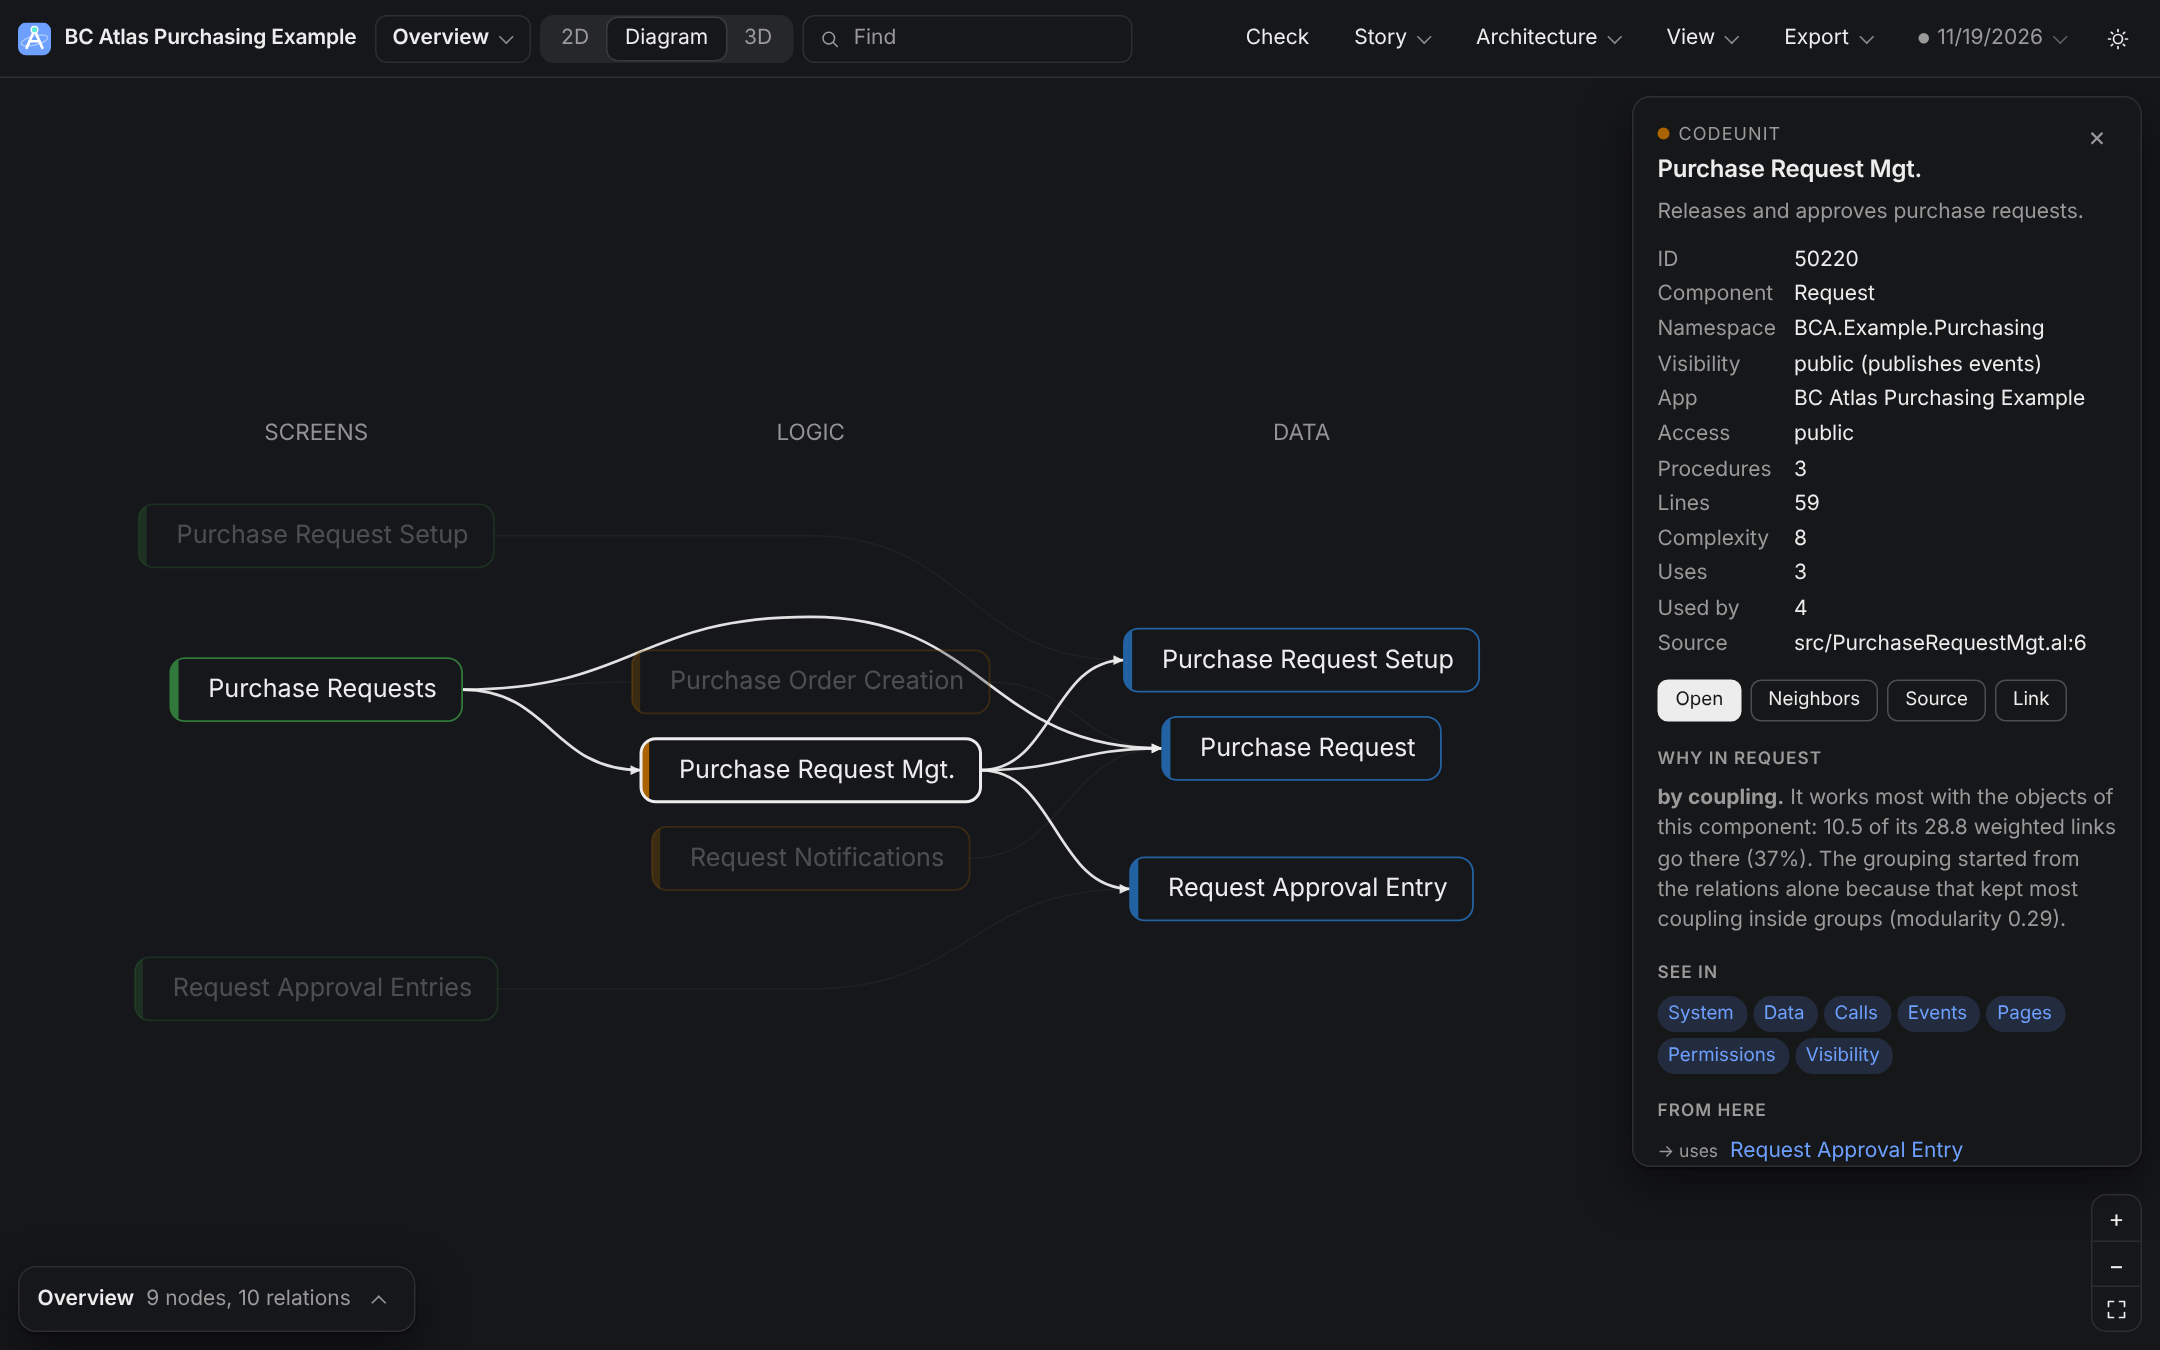 BC Atlas Purchasing Example
Overview
2D
Diagram
3D
Find
Check
Story
Architecture
View
Export
11/19/2026
SCREENS
LOGIC
DATA
Purchase Request Setup
Purchase Requests
Request Approval Entries
Purchase Order Creation
Purchase Request Mgt.
Request Notifications
Purchase Request Setup
Purchase Request
Request Approval Entry
CODEUNIT
Purchase Request Mgt.
Releases and approves purchase requests.
ID 50220
Component Request
Namespace BCA.Example.Purchasing
Visibility public (publishes events)
App BC Atlas Purchasing Example
Access public
Procedures 3
Lines 59
Complexity 8
Uses 3
Used by 4
Source src/PurchaseRequestMgt.al:6
Open Neighbors Source Link
WHY IN REQUEST
by coupling. It works most with the objects of
this component: 10.5 of its 28.8 weighted links
go there (37%). The grouping started from
the relations alone because that kept most
coupling inside groups (modularity 0.29).
SEE IN
System Data Calls Events Pages
Permissions Visibility
FROM HERE
→ uses Request Approval Entry
Overview 9 nodes, 10 relations